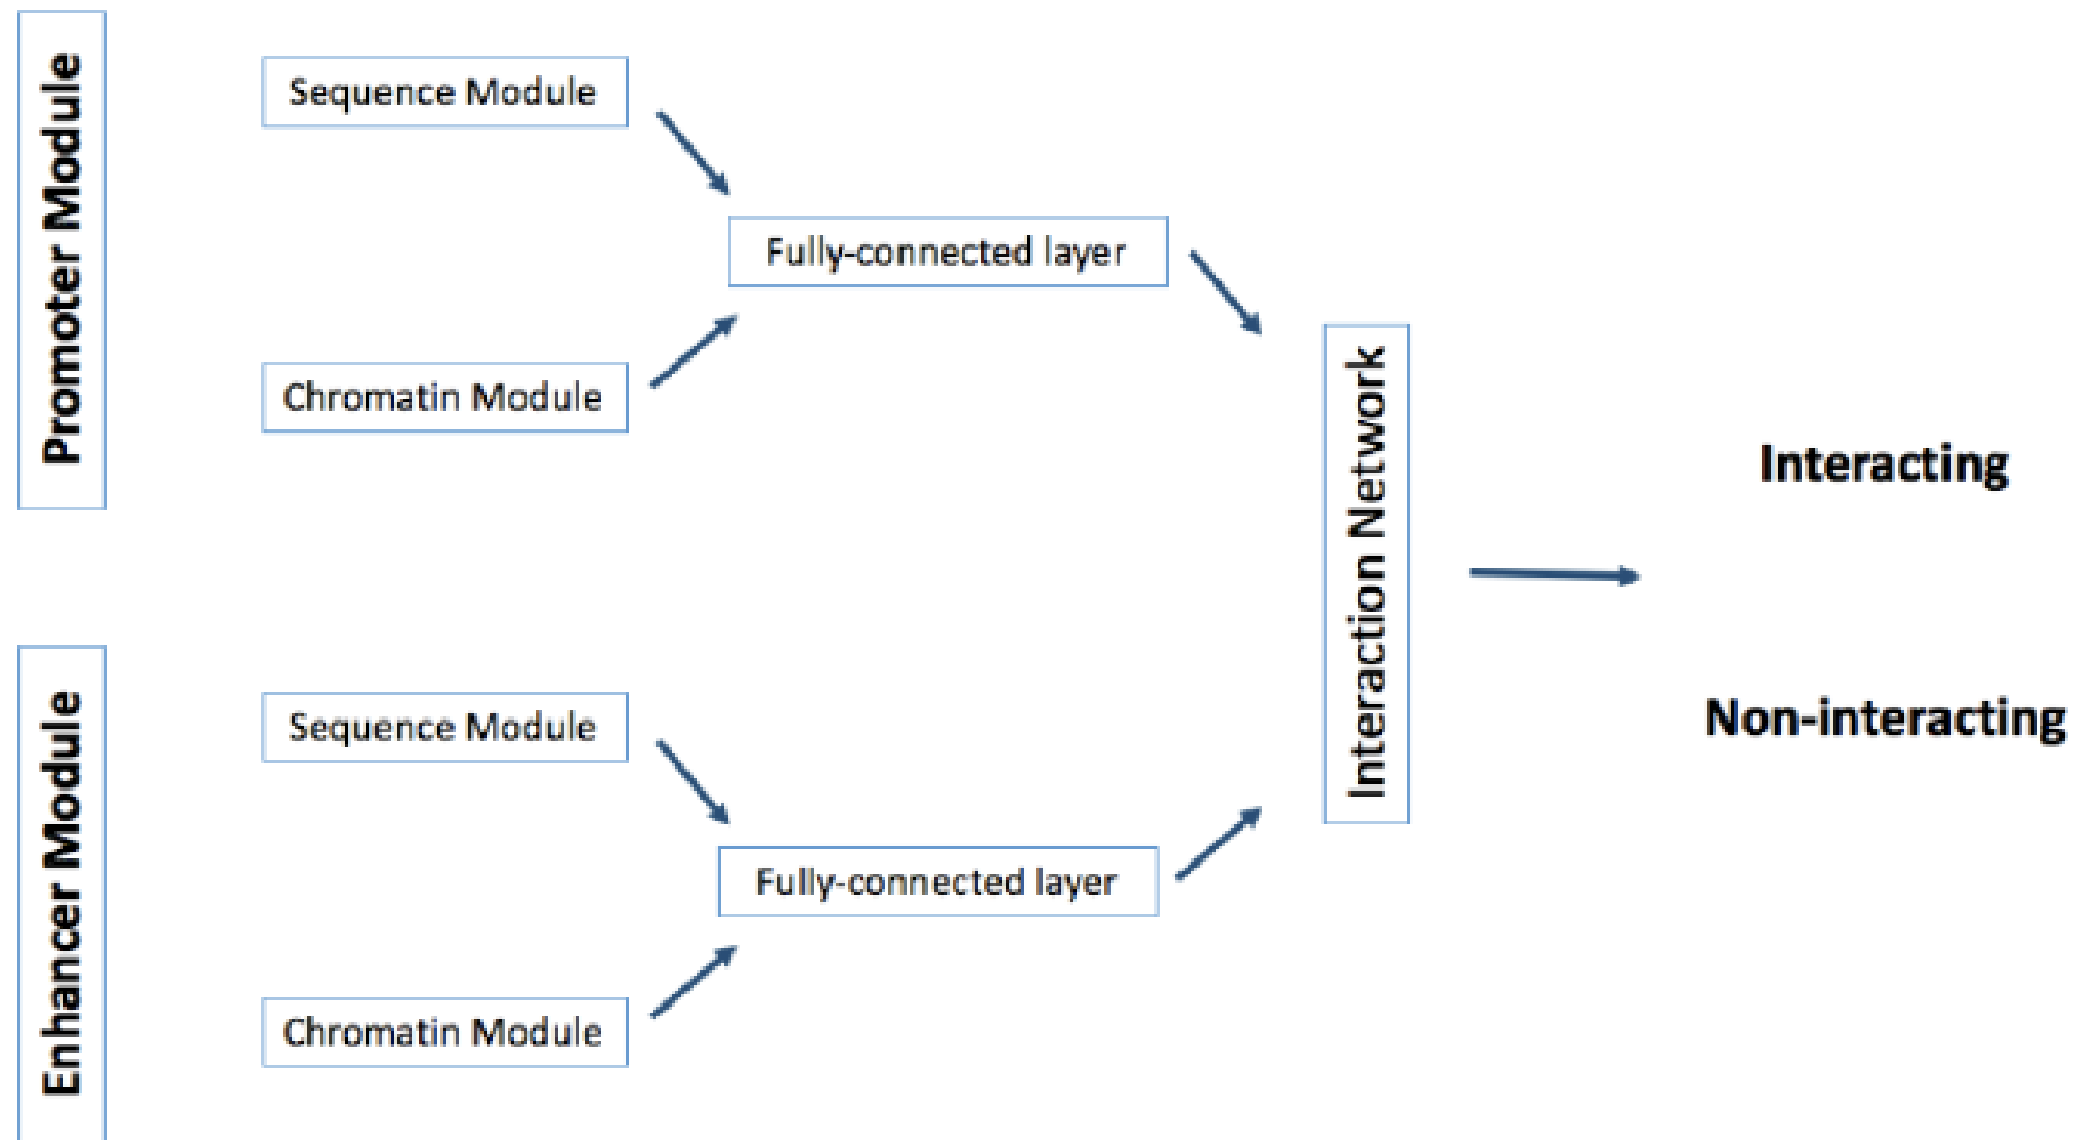 Promoter Module
Sequence Module
Fully-connected layer
Chromatin Module
Interaction Network
Interacting
Non-interacting
Enhancer Module
Sequence Module
Fully-connected layer
Chromatin Module